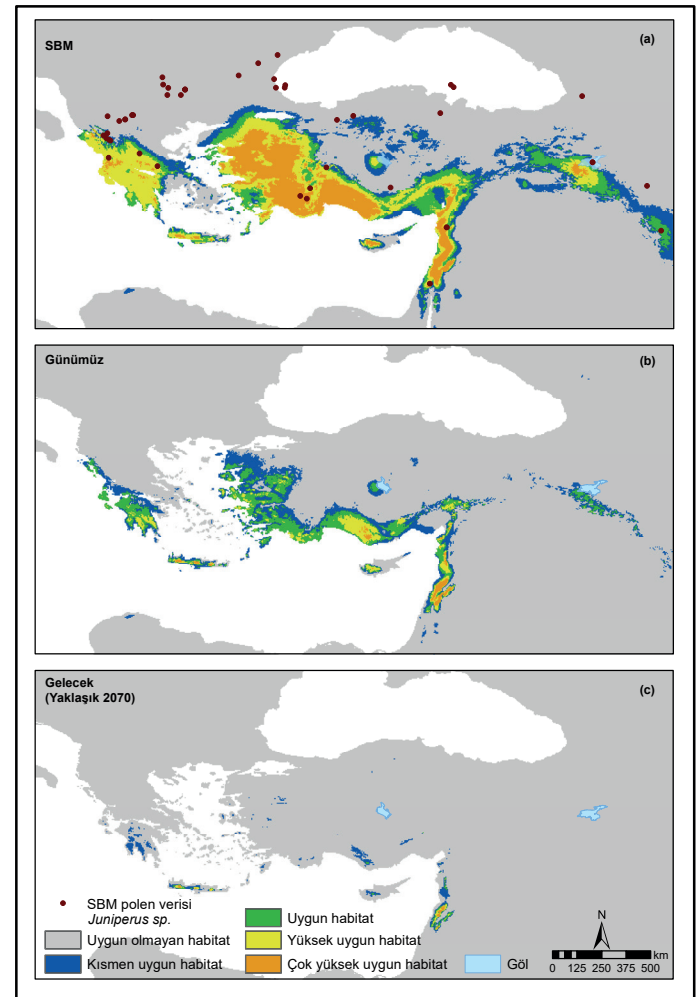 SBM
(a)
Günümüz
(b)
Gelecek
(Yaklaşık 2070)
(c)
SBM polen verisi
Juniperus sp.
Uygun olmayan habitat
Kısmen uygun habitat
Uygun habitat
Yüksek uygun habitat
Çok yüksek uygun habitat
Göl
N
km
0 125 250 375 500